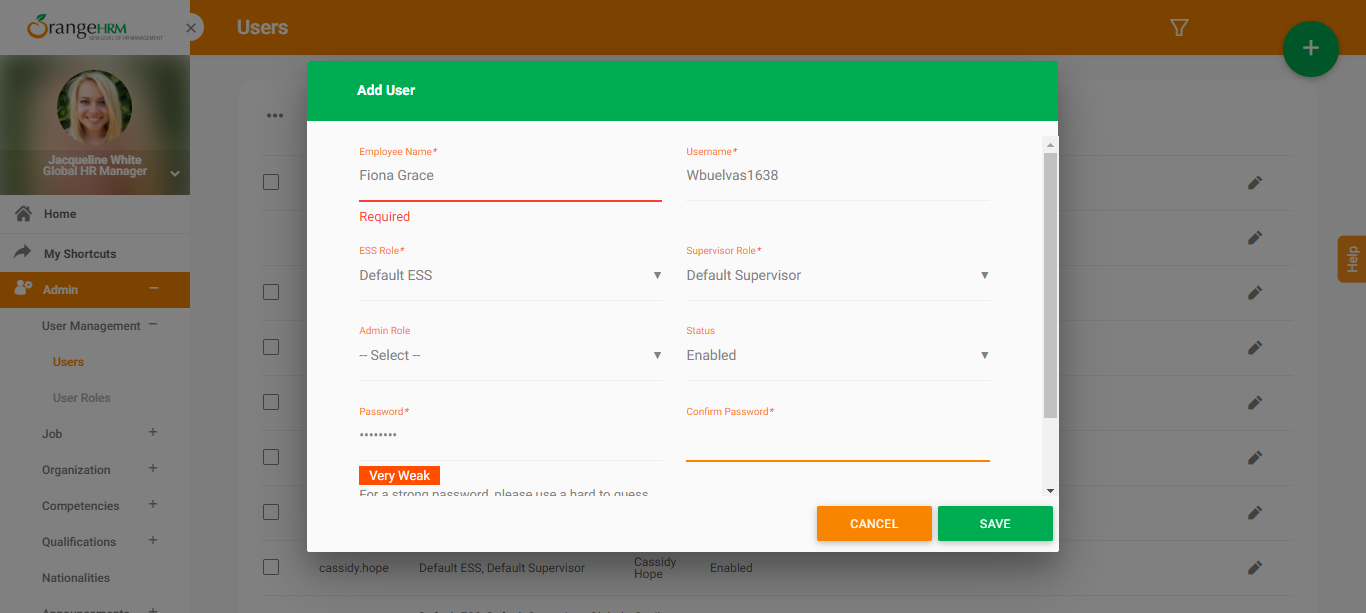 OrangeHRM
NEW LEVEL OF HR MANAGEMENT
Users
Jacqueline White
Global HR Manager
Home
My Shortcuts
Admin
User Management
Users
User Roles
Job
Organization
Competencies
Qualifications
Nationalities
Add User
Employee Name*
Username*
Fiona Grace
Wbuelvas1638
Required
ESS Role*
Supervisor Role*
Default ESS
Default Supervisor
Admin Role
Status
-- Select --
Enabled
Password*
Confirm Password*
••••••••
Very Weak
For a strong password, please use a hard to guess
CANCEL
SAVE
cassidy.hope
Default ESS, Default Supervisor
Cassidy
Hope
Enabled
Help